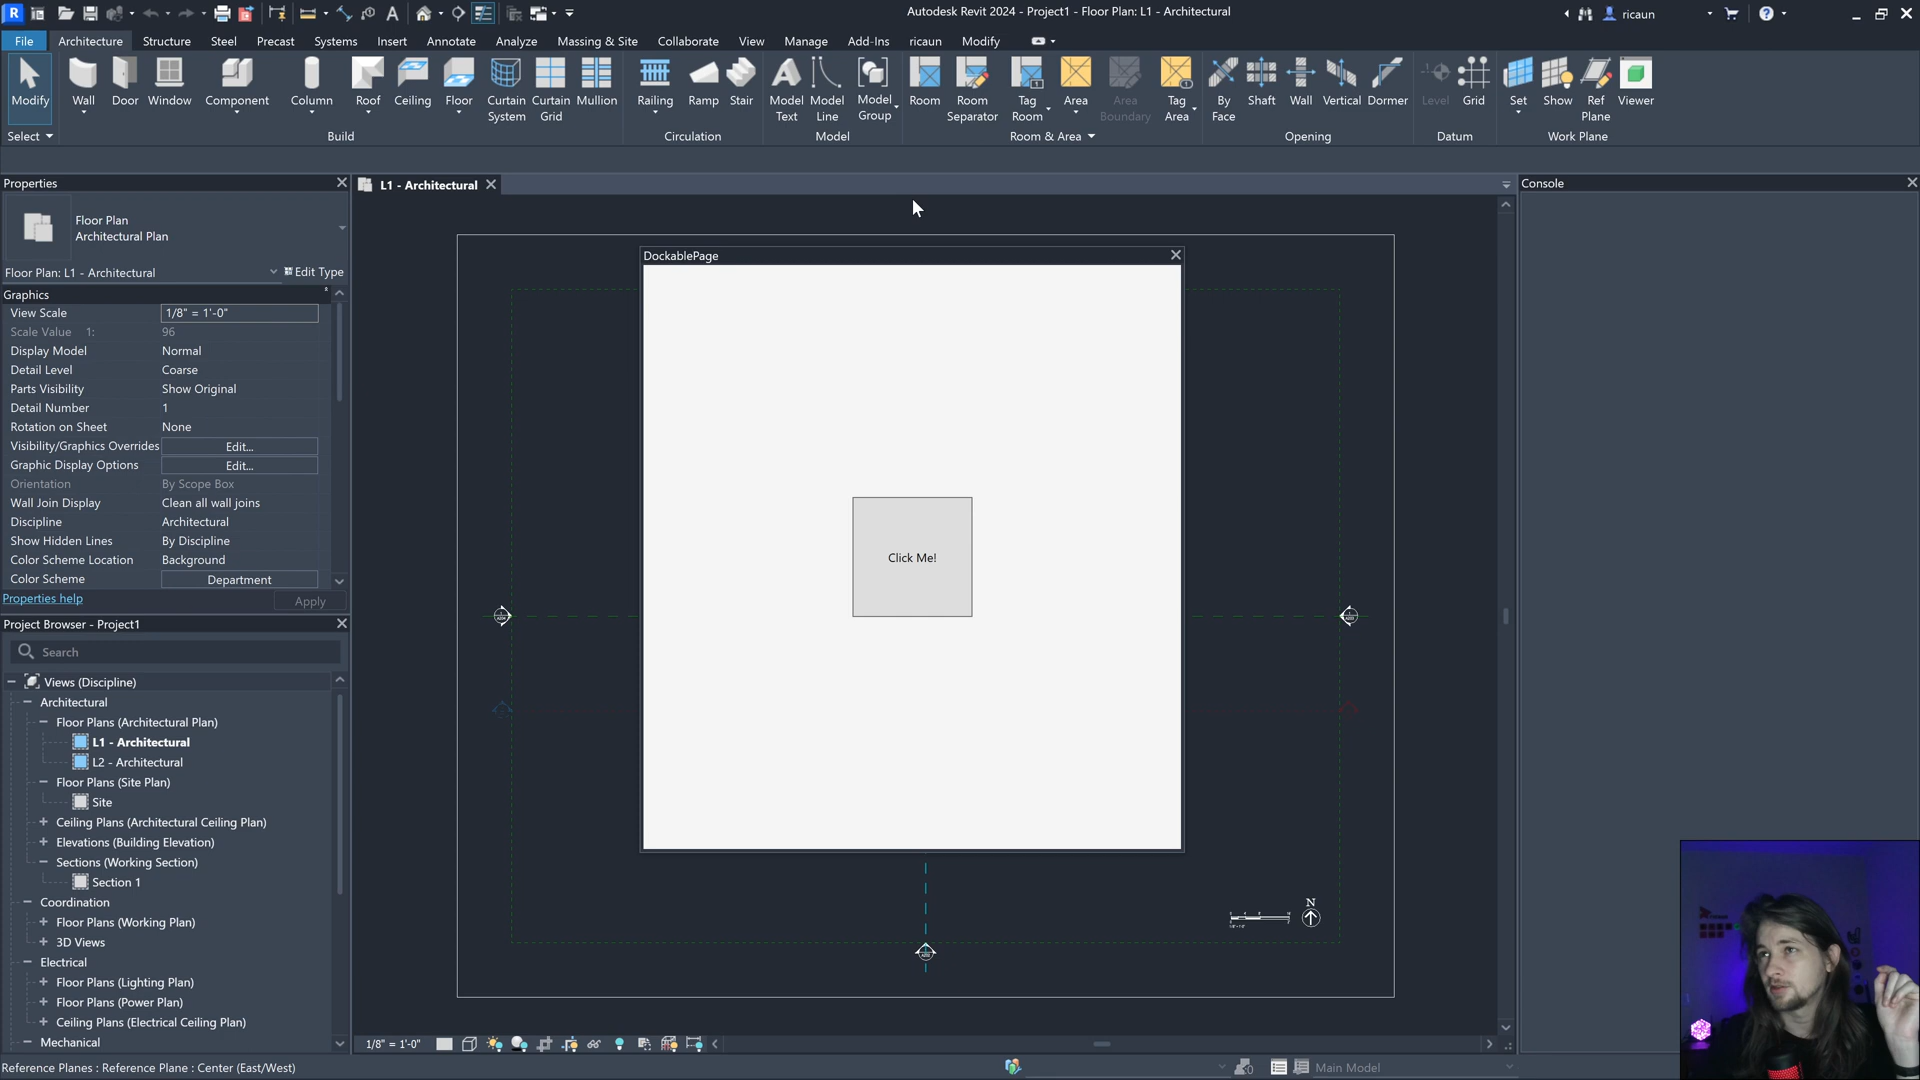 Autodesk Revit 2024 - Project1 - Floor Plan: L1 - Architectural
ricaun
File Architecture Structure Steel Precast Systems Insert Annotate Analyze Massing & Site Collaborate View Manage Add-Ins ricaun Modify
Modify
Wall
Door
Window
Component
Column
Roof
Ceiling
Floor
Curtain System
Curtain Grid
Mullion
Railing
Ramp
Stair
Model Text
Model Line
Model Group
Room
Room Separator
Tag Room
Area
Area Boundary
Tag Area
By Face
Shaft
Wall
Vertical
Dormer
Level
Grid
Set
Show
Ref Plane
Viewer
Select Build Circulation Model Room & Area Opening Datum Work Plane
Properties
Floor Plan
Architectural Plan
Floor Plan: L1 - Architectural Edit Type
Graphics
View Scale 1/8" = 1'-0"
Scale Value 1: 96
Display Model Normal
Detail Level Coarse
Parts Visibility Show Original
Detail Number 1
Rotation on Sheet None
Visibility/Graphics Overrides Edit...
Graphic Display Options Edit...
Orientation By Scope Box
Wall Join Display Clean all wall joins
Discipline Architectural
Show Hidden Lines By Discipline
Color Scheme Location Background
Color Scheme Department
Properties help Apply
Project Browser - Project1
Search
Views (Discipline)
Architectural
Floor Plans (Architectural Plan)
L1 - Architectural
L2 - Architectural
Floor Plans (Site Plan)
Site
Ceiling Plans (Architectural Ceiling Plan)
Elevations (Building Elevation)
Sections (Working Section)
Section 1
Coordination
Floor Plans (Working Plan)
3D Views
Electrical
Floor Plans (Lighting Plan)
Floor Plans (Power Plan)
Ceiling Plans (Electrical Ceiling Plan)
Mechanical
L1 - Architectural
DockablePage
Click Me!
N
Console
1/8" = 1'-0"
Reference Planes : Reference Plane : Center (East/West)
Main Model